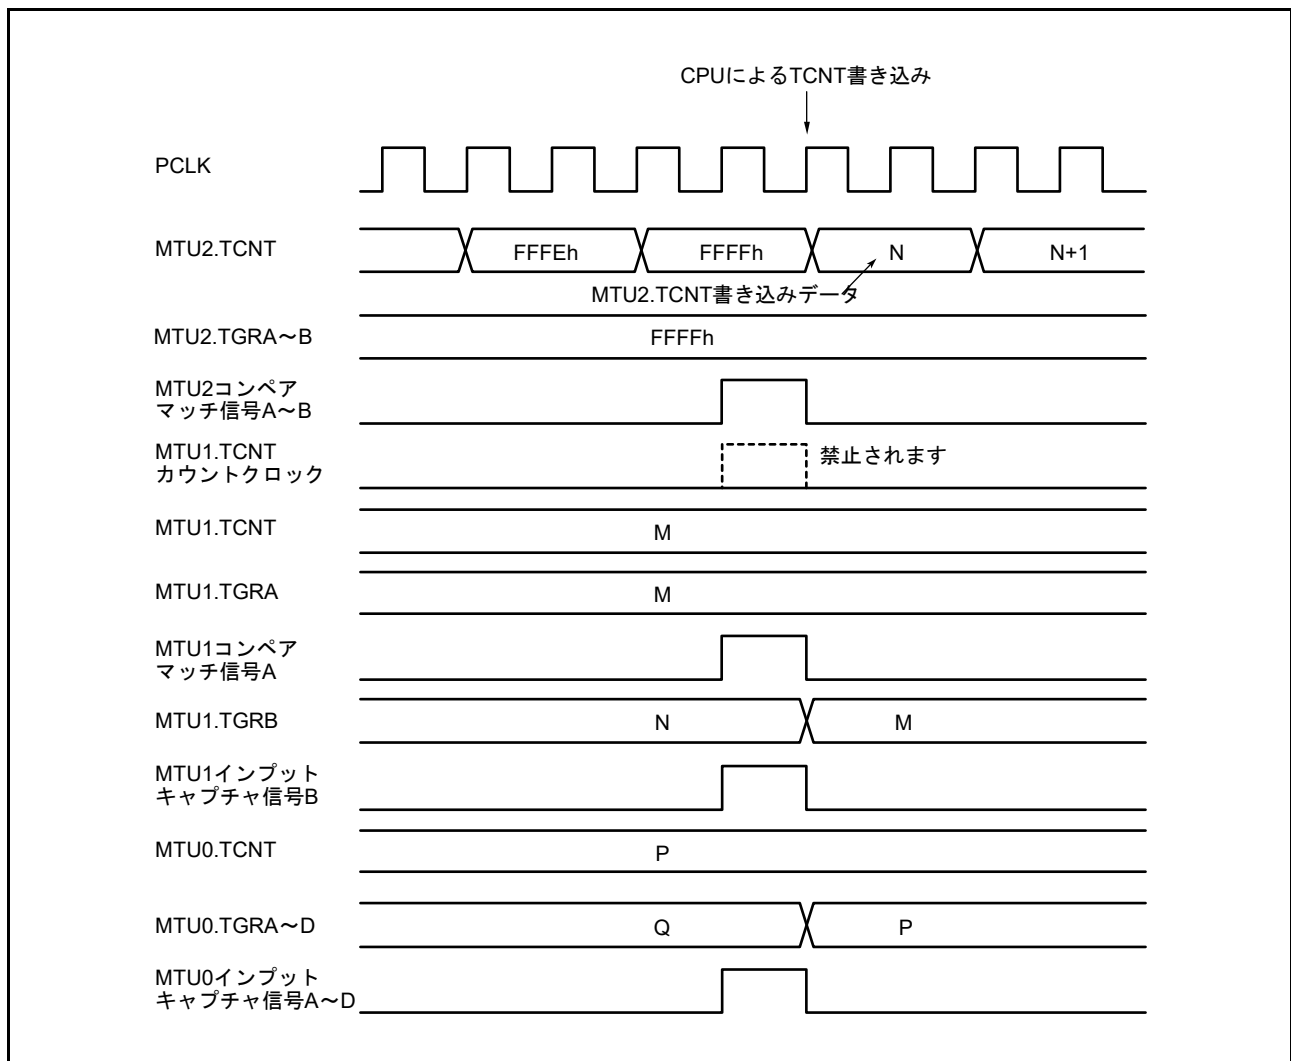 CPUによるTCNT書き込み
PCLK
MTU2.TCNT
FFFEh
FFFFh
N
N+1
MTU2.TCNT書き込みデータ
MTU2.TGRA～B
FFFFh
MTU2コンペア
マッチ信号A～B
MTU1.TCNT
カウントクロック
禁止されます
MTU1.TCNT
M
MTU1.TGRA
M
MTU1コンペア
マッチ信号A
MTU1.TGRB
N
M
MTU1インプット
キャプチャ信号B
MTU0.TCNT
P
MTU0.TGRA～D
Q
P
MTU0インプット
キャプチャ信号A～D